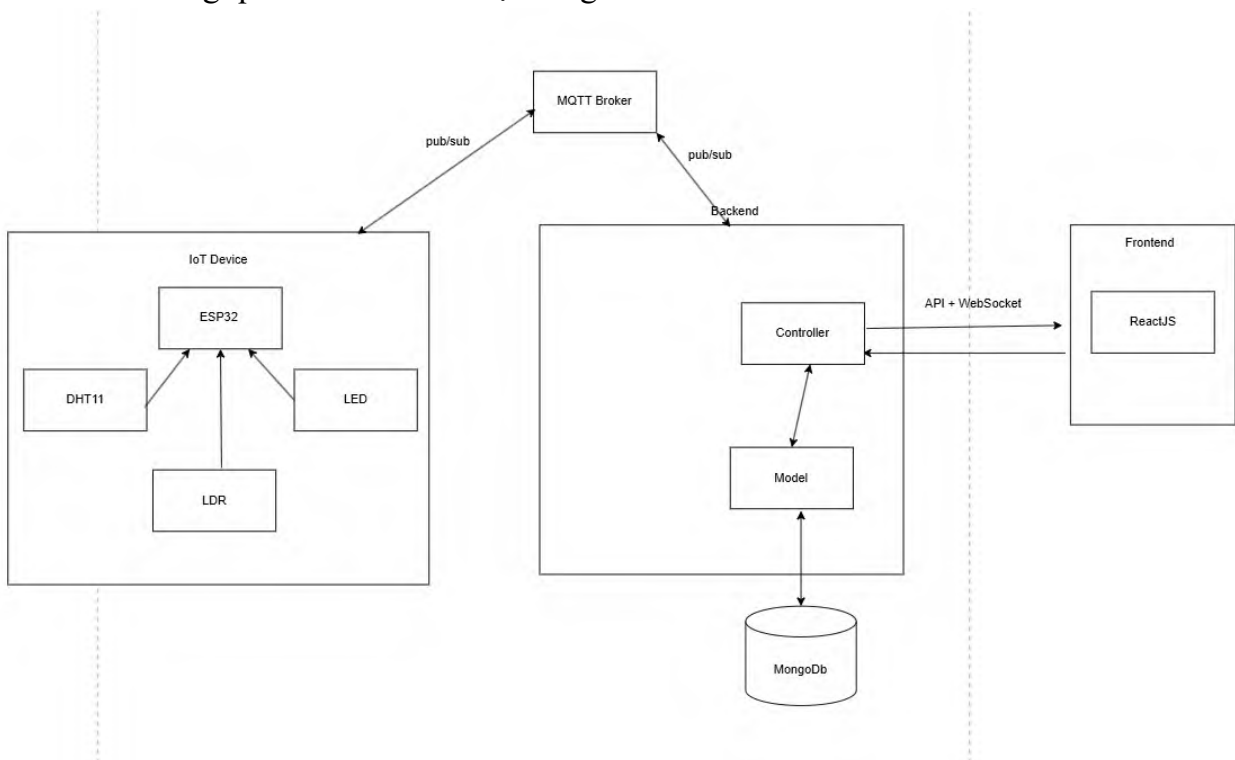 MQTT Broker
pub/sub
pub/sub
Backend
IoT Device
Frontend
ESP32
API + WebSocket
ReactJS
Controller
DHT11
LED
Model
LDR
MongoDb